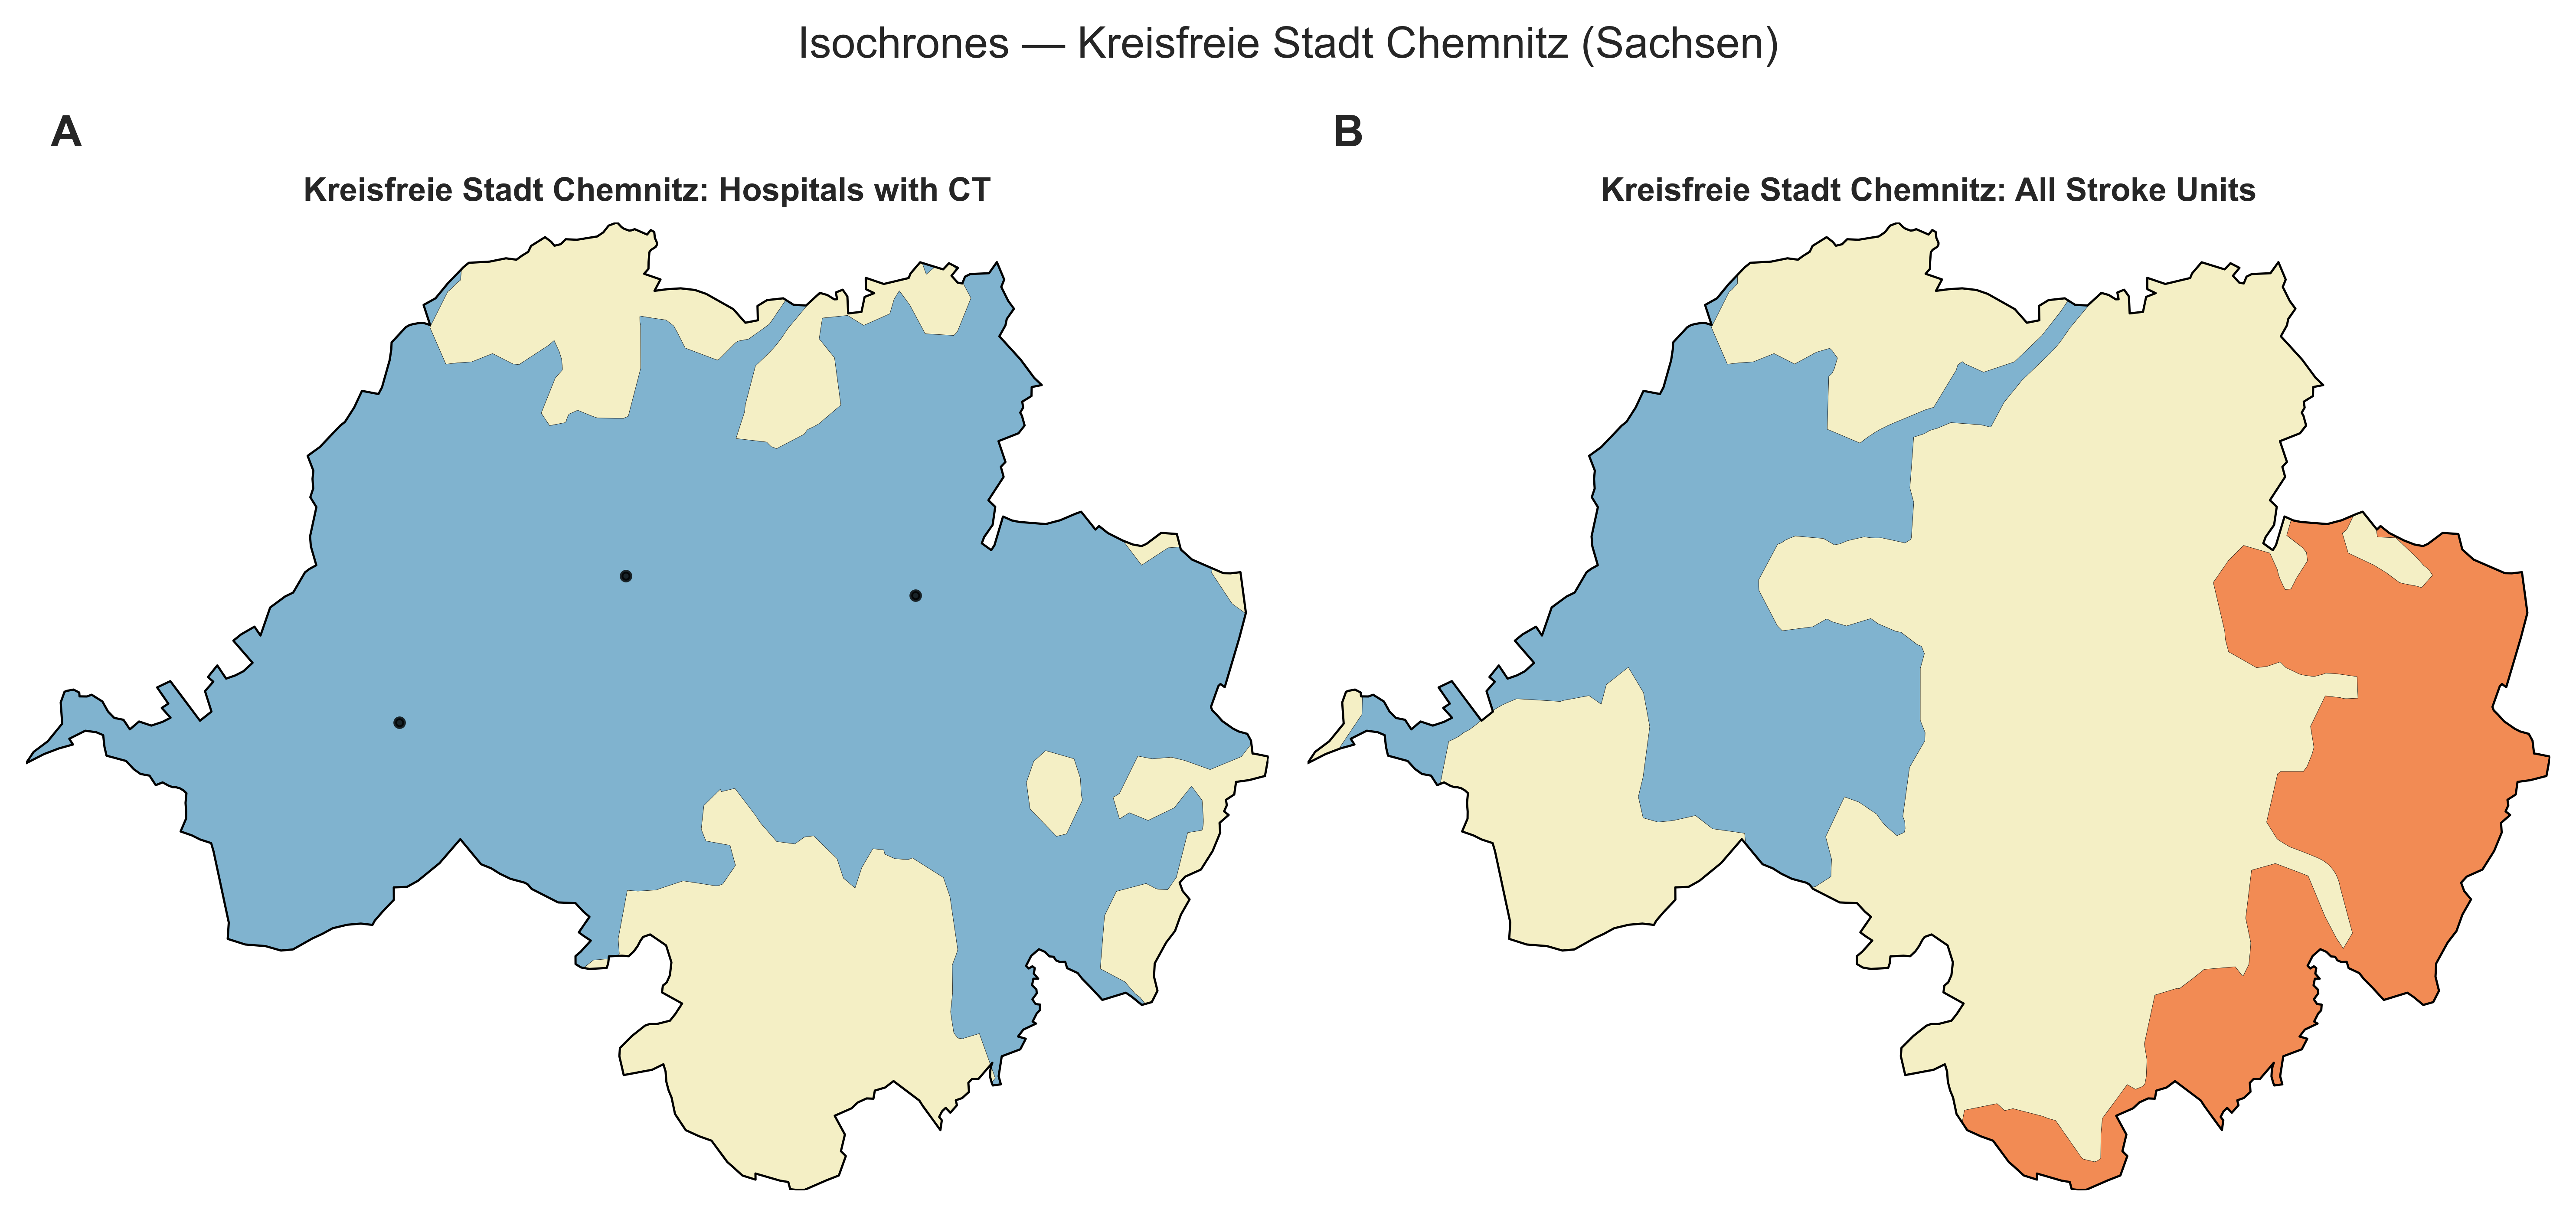 Isochrones — Kreisfreie Stadt Chemnitz (Sachsen)
A
Kreisfreie Stadt Chemnitz: Hospitals with CT
B
Kreisfreie Stadt Chemnitz: All Stroke Units